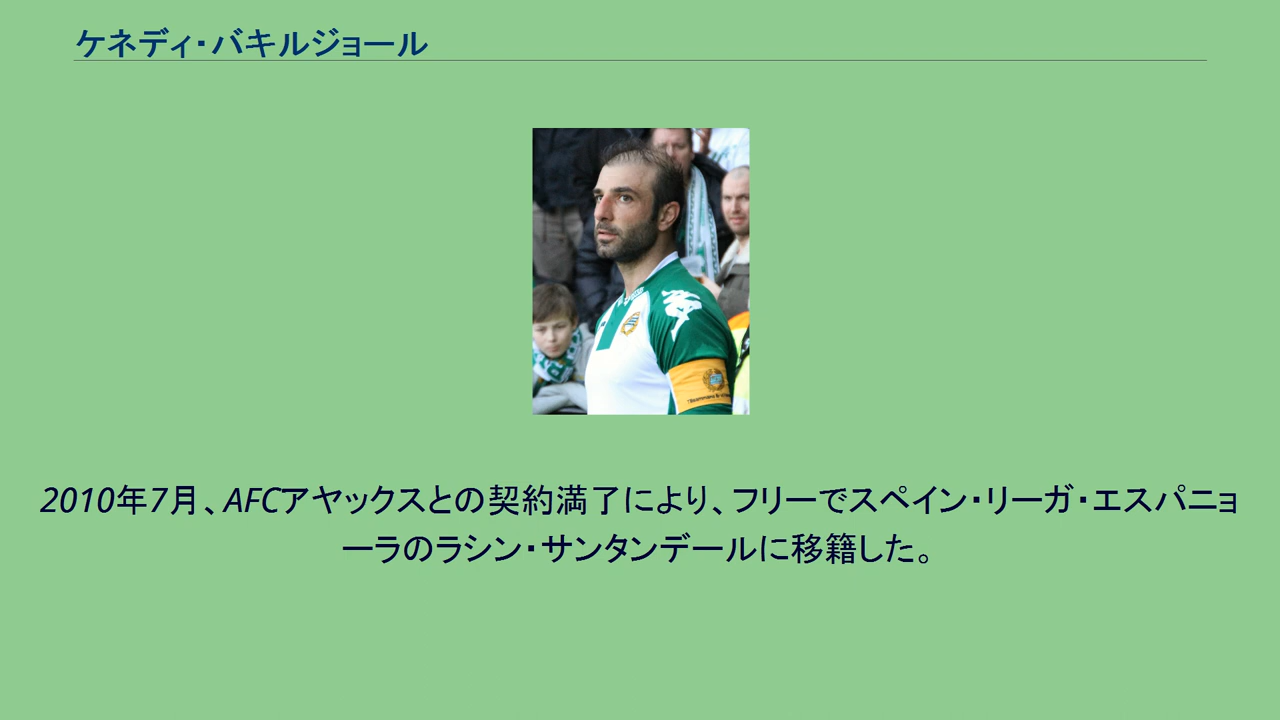 ケネディ・バキルジョール
2010年7月、AFCアヤックスとの契約満了により、フリーでスペイン・リーガ・エスパニョ
ーラのラシン・サンタンデールに移籍した。